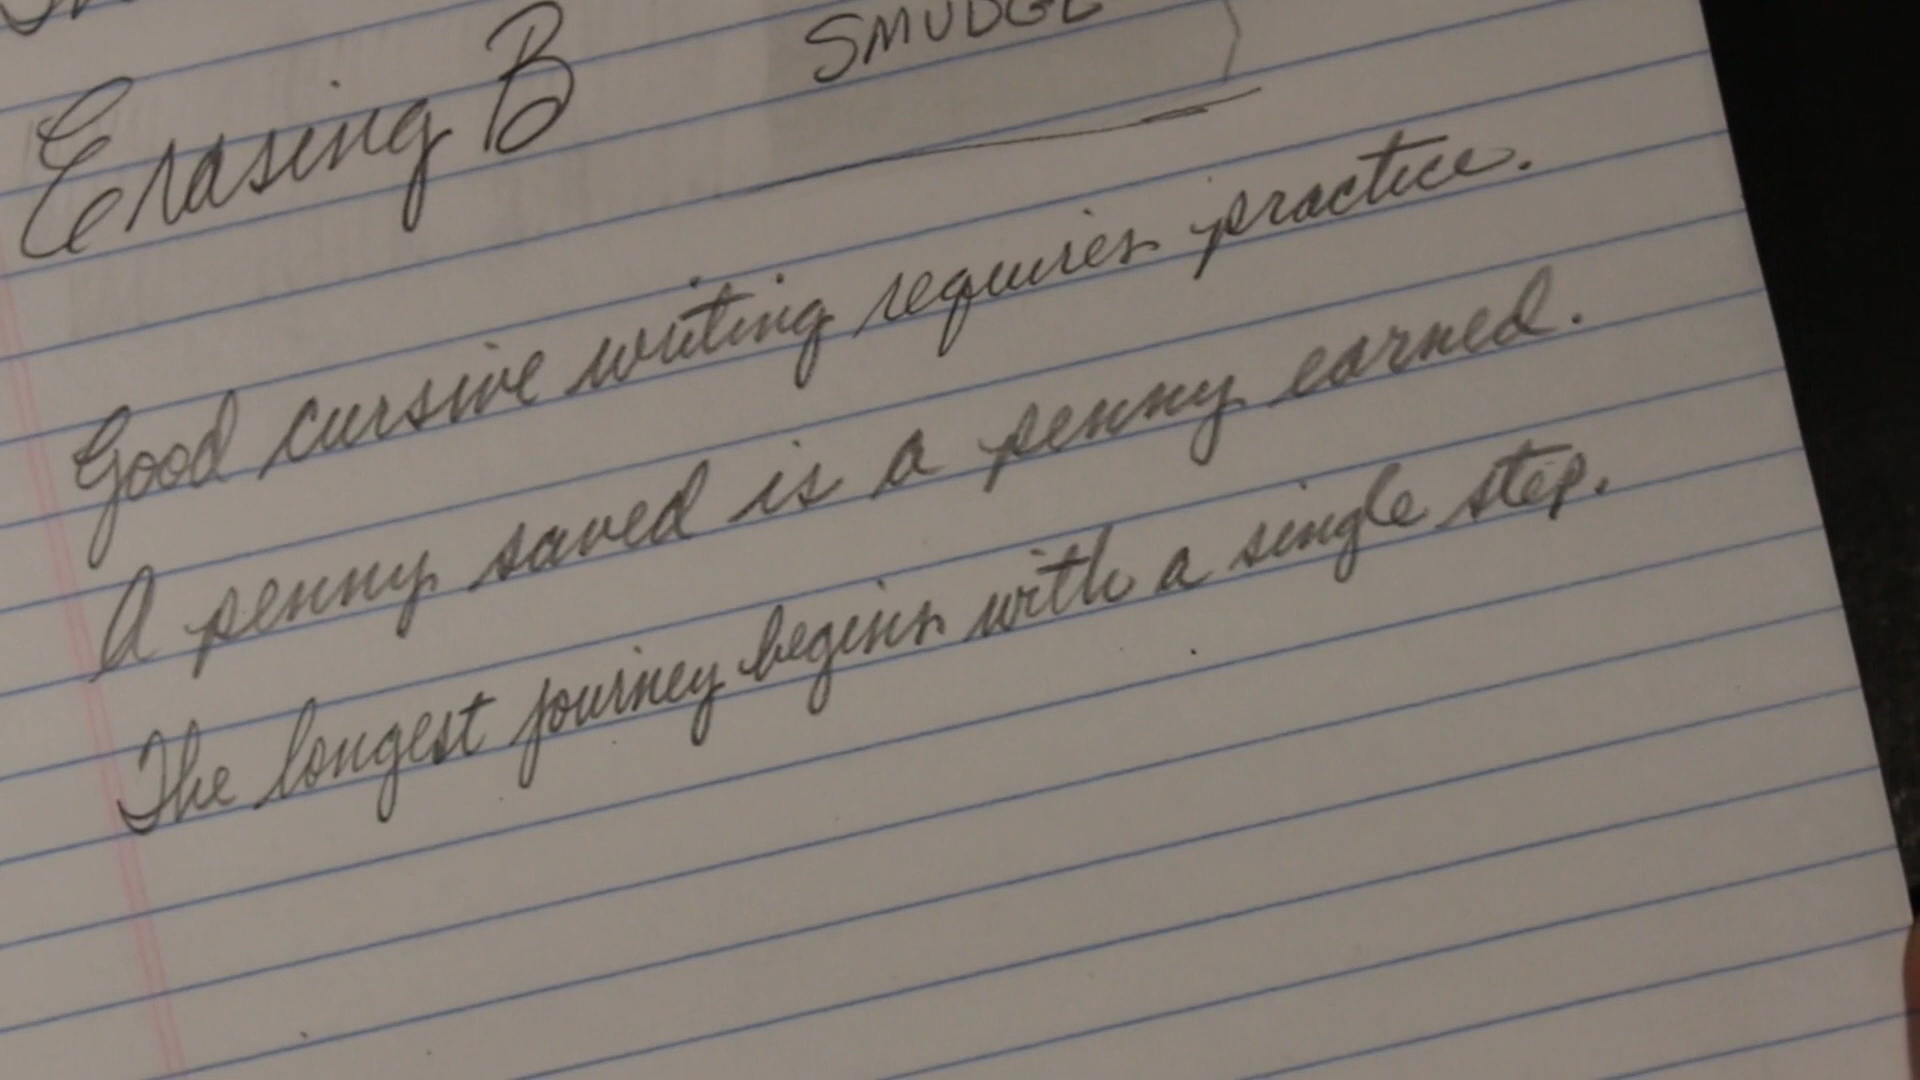 Erasing B SMUDGE
Good cursive writing requires practice.
A penny saved is a penny earned.
The longest journey begins with a single step.